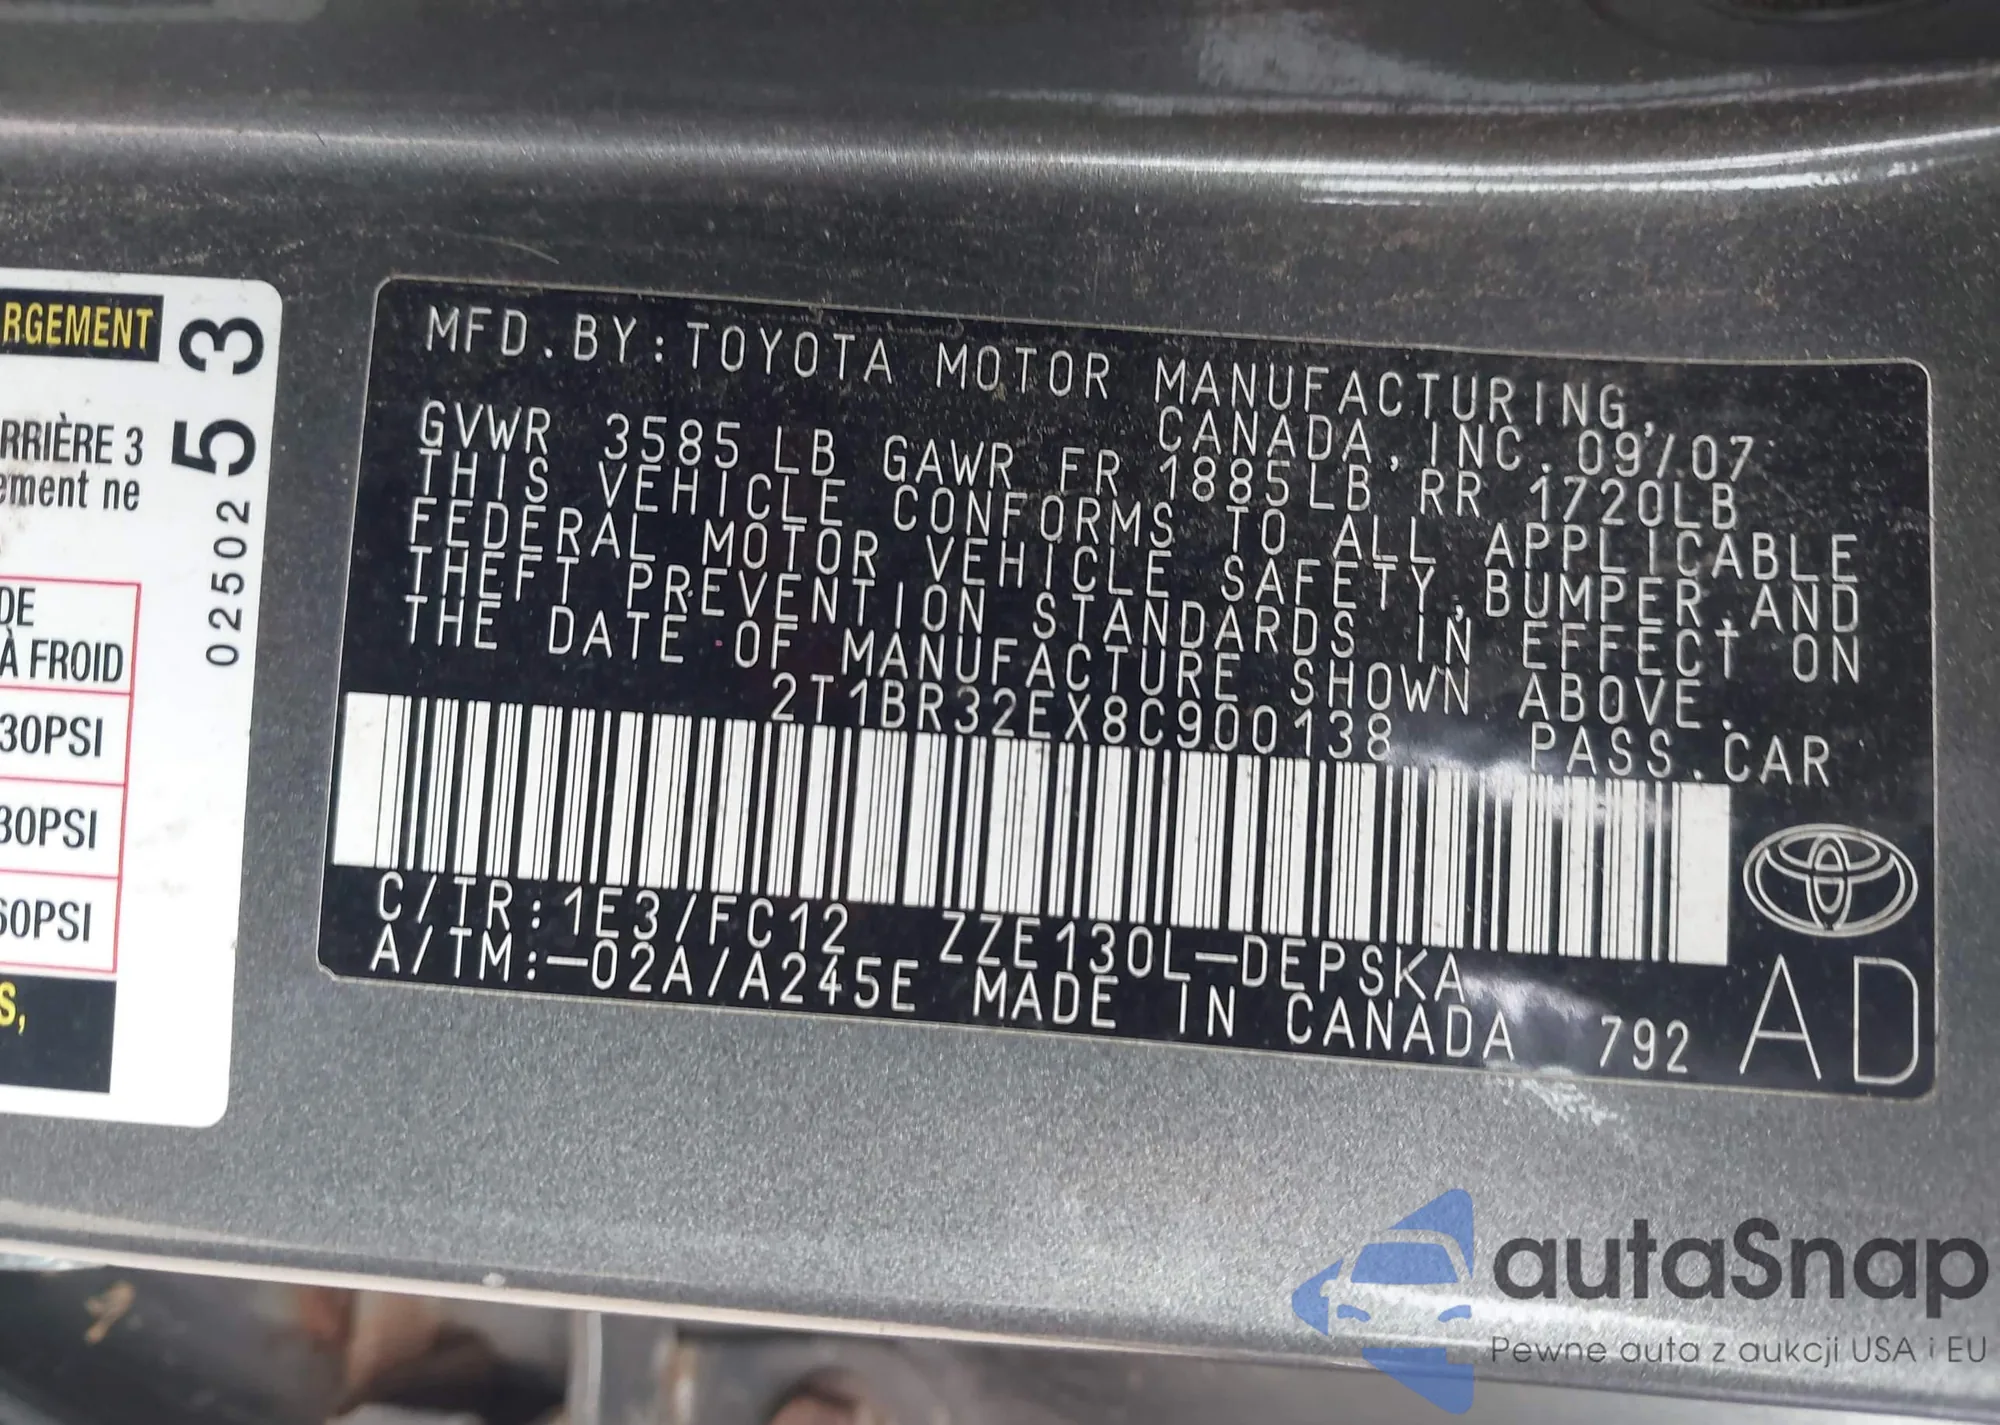 RGEMENT
53
RRIÈRE 3
ement ne
02502
DE
À FROID
30PSI
30PSI
60PSI
S,
MFD.BY:TOYOTA MOTOR MANUFACTURING,
CANADA,INC. 09/07
GVWR 3585 LB GAWR FR 1885LB RR 1720LB
THIS VEHICLE CONFORMS TO ALL APPLICABLE
FEDERAL MOTOR VEHICLE SAFETY,BUMPER,AND
THEFT PREVENTION STANDARDS IN EFFECT ON
THE DATE OF MANUFACTURE SHOWN ABOVE.
2T1BR32EX8C900138 PASS.CAR
C/TR:1E3/FC12 ZZE130L-DEPSKA
A/TM:-02A/A245E MADE IN CANADA 792
AD
autaSnap
Pewne auta z aukcji USA i EU